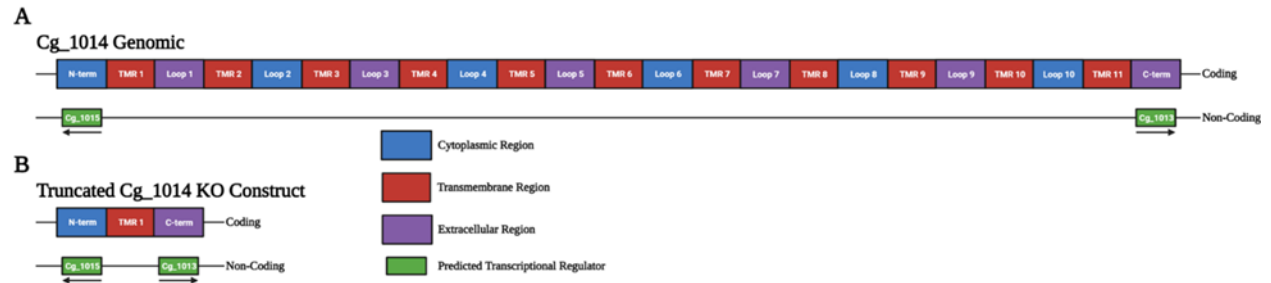 A
Cg_1014 Genomic
N-term TMR 1 Loop 1 TMR 2 Loop 2 TMR 3 Loop 3 TMR 4 Loop 4 TMR 5 Loop 5 TMR 6 Loop 6 TMR 7 Loop 7 TMR 8 Loop 8 TMR 9 Loop 9 TMR 10 Loop 10 TMR 11 C-term Coding
Cg_1015 Cg_1013 Non-Coding
Cytoplasmic Region
B
Truncated Cg_1014 KO Construct
Transmembrane Region
N-term TMR 1 C-term Coding
Extracellular Region
Cg_1015 Cg_1013 Non-Coding
Predicted Transcriptional Regulator